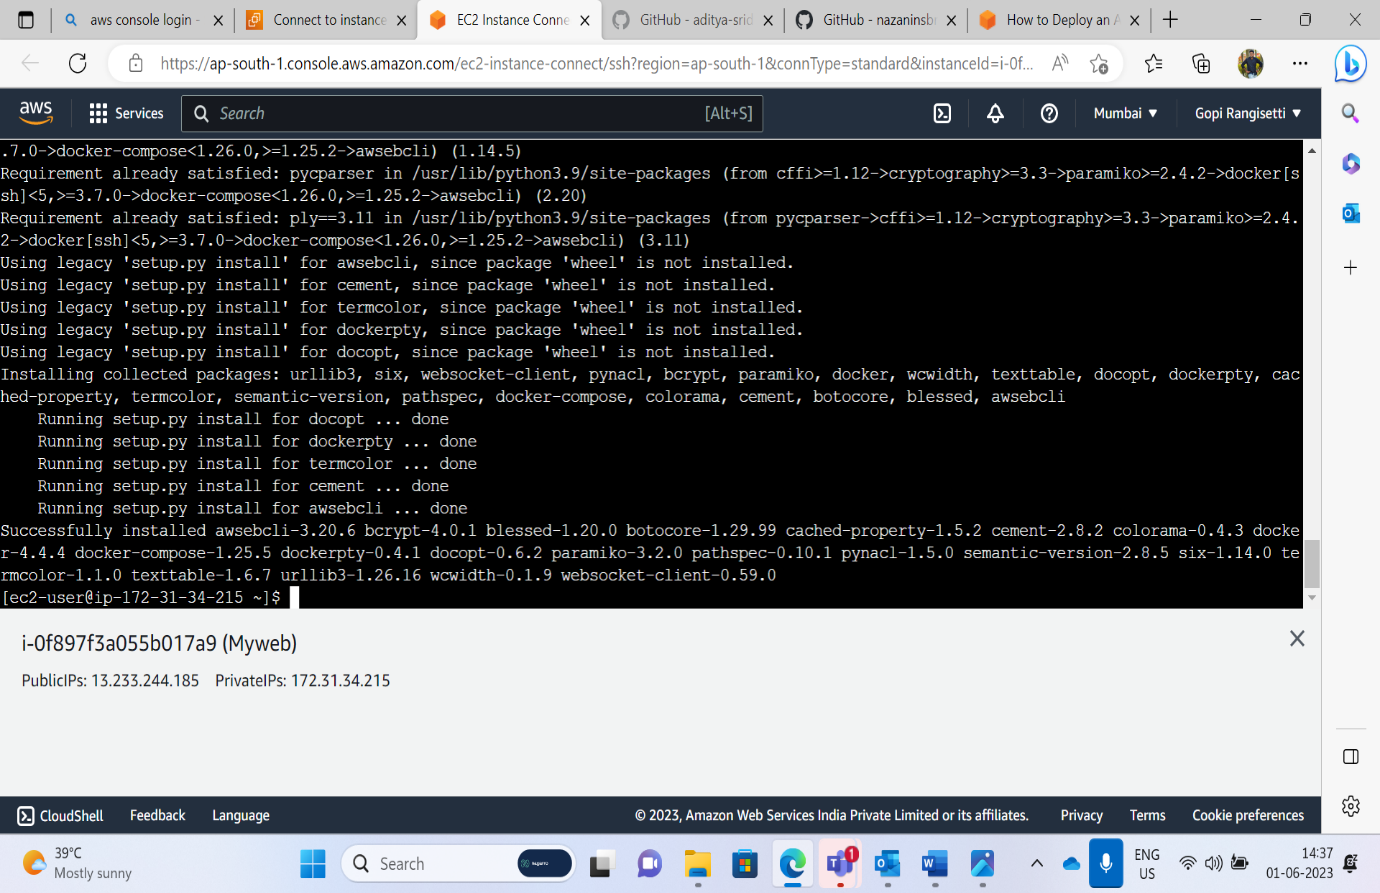 aws console login -
Connect to instance
EC2 Instance Conne
GitHub - aditya-srid
GitHub - nazaninsb
How to Deploy an A
https://ap-south-1.console.aws.amazon.com/ec2-instance-connect/ssh?region=ap-south-1&connType=standard&instanceId=i-0f...
aws
Services
Search
[Alt+S]
Mumbai
Gopi Rangisetti
.7.0->docker-compose<1.26.0,>=1.25.2->awsebcli) (1.14.5)
Requirement already satisfied: pycparser in /usr/lib/python3.9/site-packages (from cffi>=1.12->cryptography>=3.3->paramiko>=2.4.2->docker[s
sh]<5,>=3.7.0->docker-compose<1.26.0,>=1.25.2->awsebcli) (2.20)
Requirement already satisfied: ply==3.11 in /usr/lib/python3.9/site-packages (from pycparser->cffi>=1.12->cryptography>=3.3->paramiko>=2.4.
2->docker[ssh]<5,>=3.7.0->docker-compose<1.26.0,>=1.25.2->awsebcli) (3.11)
Using legacy 'setup.py install' for awsebcli, since package 'wheel' is not installed.
Using legacy 'setup.py install' for cement, since package 'wheel' is not installed.
Using legacy 'setup.py install' for termcolor, since package 'wheel' is not installed.
Using legacy 'setup.py install' for dockerpty, since package 'wheel' is not installed.
Using legacy 'setup.py install' for docopt, since package 'wheel' is not installed.
Installing collected packages: urllib3, six, websocket-client, pynacl, bcrypt, paramiko, docker, wcwidth, texttable, docopt, dockerpty, cac
hed-property, termcolor, semantic-version, pathspec, docker-compose, colorama, cement, botocore, blessed, awsebcli
Running setup.py install for docopt ... done
Running setup.py install for dockerpty ... done
Running setup.py install for termcolor ... done
Running setup.py install for cement ... done
Running setup.py install for awsebcli ... done
Successfully installed awsebcli-3.20.6 bcrypt-4.0.1 blessed-1.20.0 botocore-1.29.99 cached-property-1.5.2 cement-2.8.2 colorama-0.4.3 docke
r-4.4.4 docker-compose-1.25.5 dockerpty-0.4.1 docopt-0.6.2 paramiko-3.2.0 pathspec-0.10.1 pynacl-1.5.0 semantic-version-2.8.5 six-1.14.0 te
rmcolor-1.1.0 texttable-1.6.7 urllib3-1.26.16 wcwidth-0.1.9 websocket-client-0.59.0
[ec2-user@ip-172-31-34-215 ~]$
i-0f897f3a055b017a9 (Myweb)
PublicIPs: 13.233.244.185 PrivateIPs: 172.31.34.215
CloudShell
Feedback
Language
© 2023, Amazon Web Services India Private Limited or its affiliates.
Privacy
Terms
Cookie preferences
39°C
Mostly sunny
Search
1
ENG
US
14:37
01-06-2023